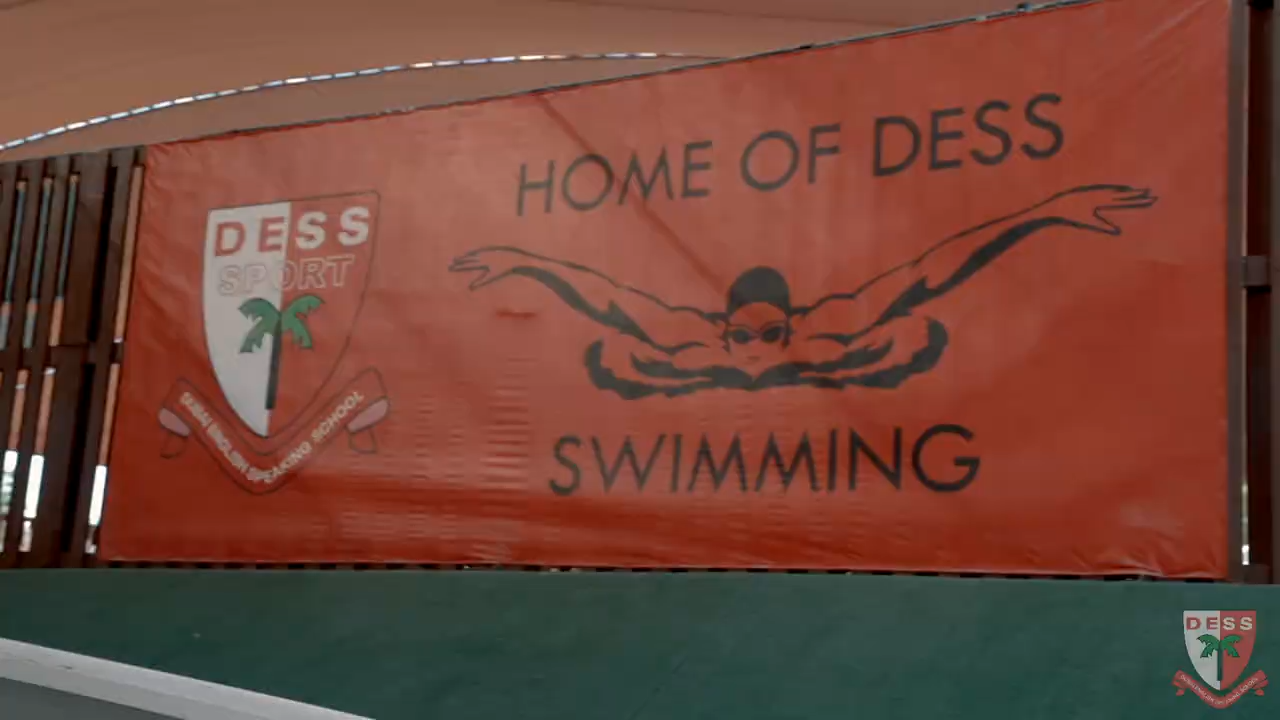 HOME OF DESS
DESS
SPORT
DUBAI ENGLISH SPEAKING SCHOOL
SWIMMING
DESS